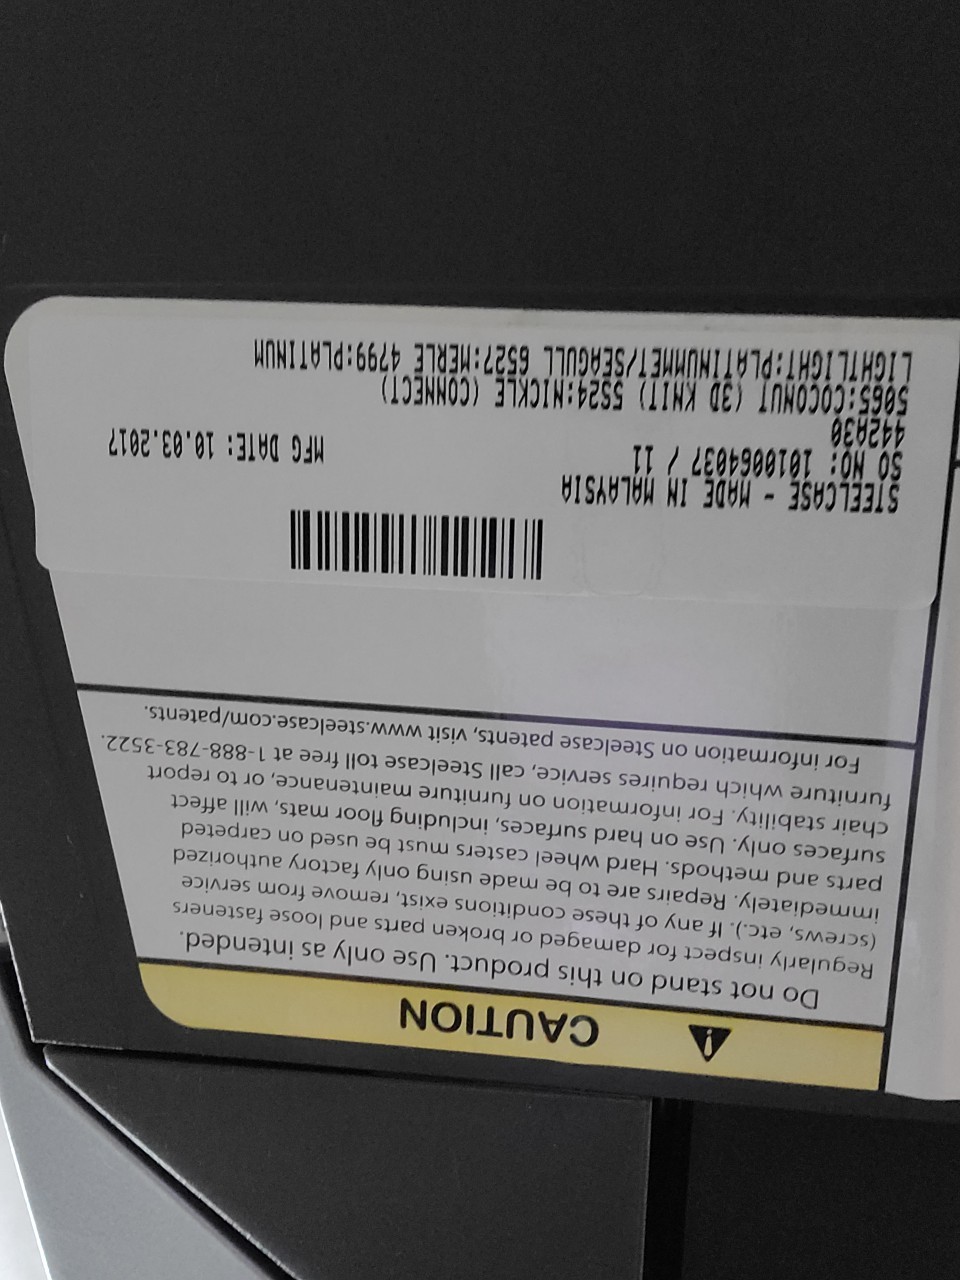 CAUTION
Do not stand on this product. Use only as intended.
Regularly inspect for damaged or broken parts and loose fasteners
(screws, etc.). If any of these conditions exist, remove from service
immediately. Repairs are to be made using only factory authorized
parts and methods. Hard wheel casters must be used on carpeted
surfaces only. Use on hard surfaces, including floor mats, will affect
chair stability. For information on furniture maintenance, or to report
furniture which requires service, call Steelcase toll free at 1-888-783-3522.
For information on Steelcase patents, visit www.steelcase.com/patents.
STEELCASE - MADE IN MALAYSIA
SO NO: 1010064037 / 11 MFG DATE: 10.03.2017
442A30
5065:COCONUT (3D KNIT) 5S24:NICKLE (CONNECT)
LIGHTLIGHT:PLATINUMMET/SEAGULL 6527:MERLE 4799:PLATINUM